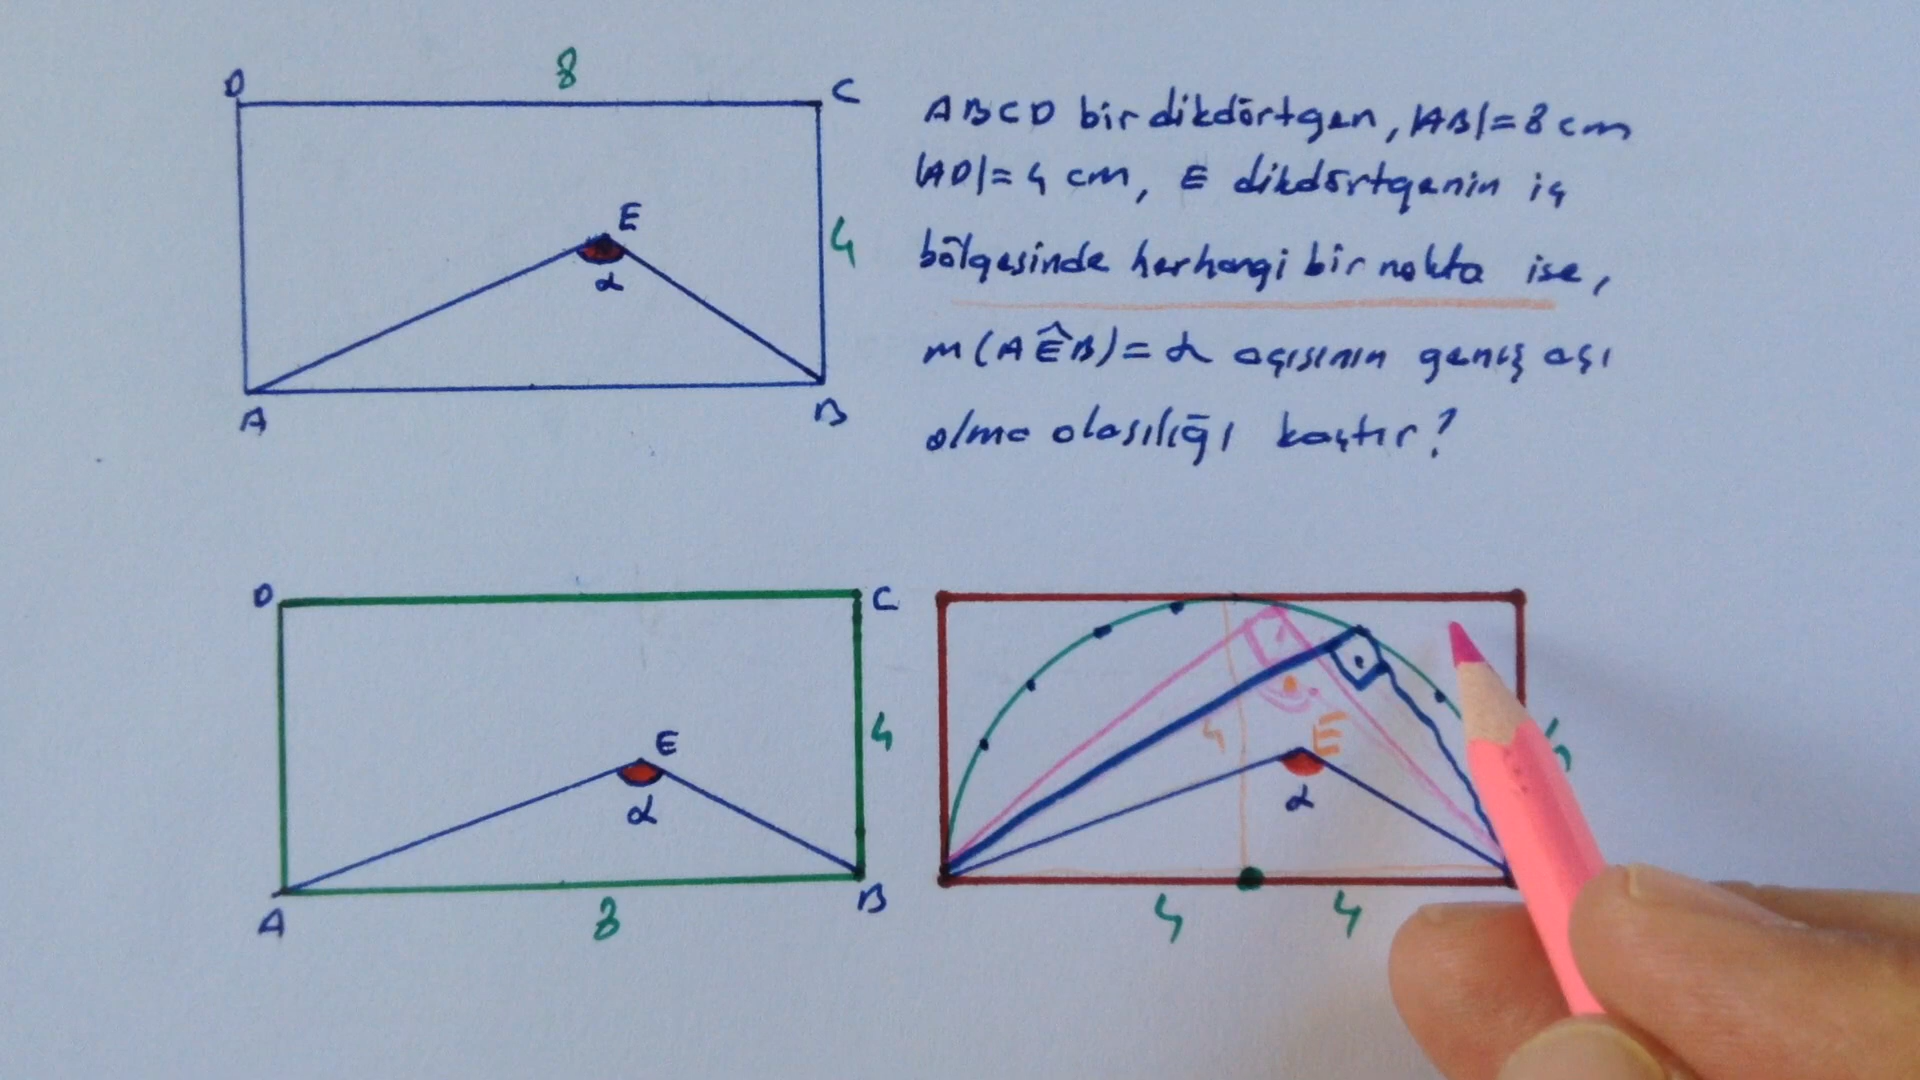 D 8 C
E
4
α
A B
ABCD bir dikdörtgen, |AB|=8 cm
|AD|=4 cm, E dikdörtgenin iç
bölgesinde herhangi bir nokta ise,
m(AÊB)=α açısının geniş açı
olma olasılığı kaçtır?
D C
E
4
α
A 8 B
4
E
α
4 4